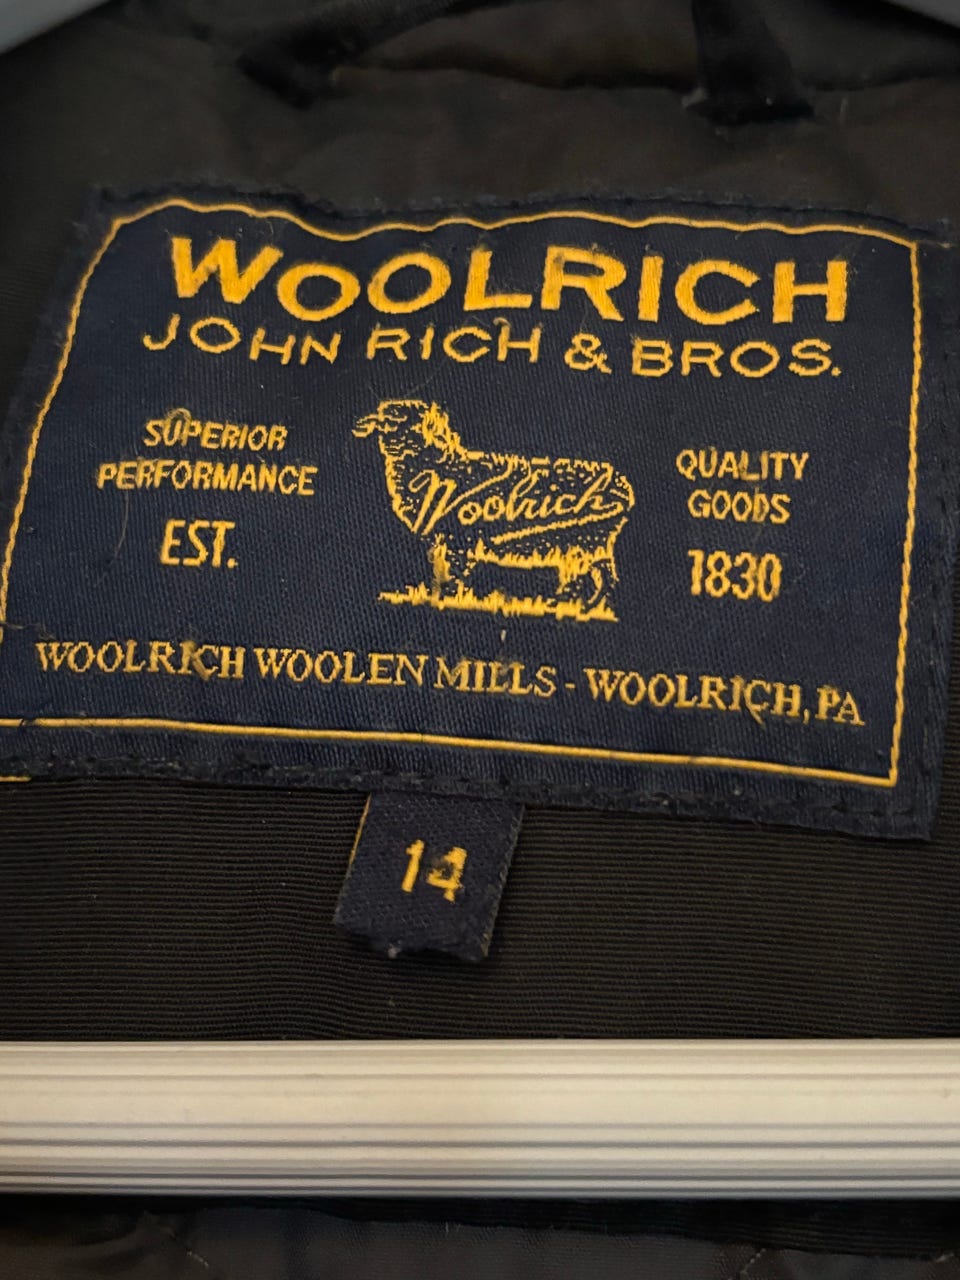 WOOLRICH
JOHN RICH & BROS.
SUPERIOR
PERFORMANCE
EST.
Woolrich
QUALITY
GOODS
1830
WOOLRICH WOOLEN MILLS - WOOLRICH, PA
14